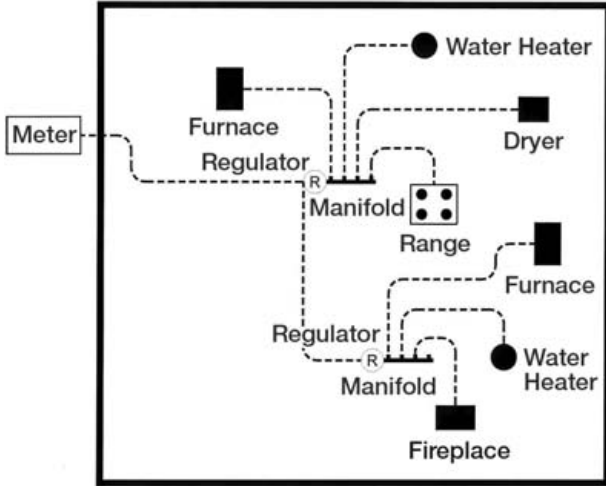 Water Heater
Furnace
Dryer
Meter
Regulator
R
Manifold
Range
Furnace
Regulator
R
Manifold
Water
Heater
Fireplace